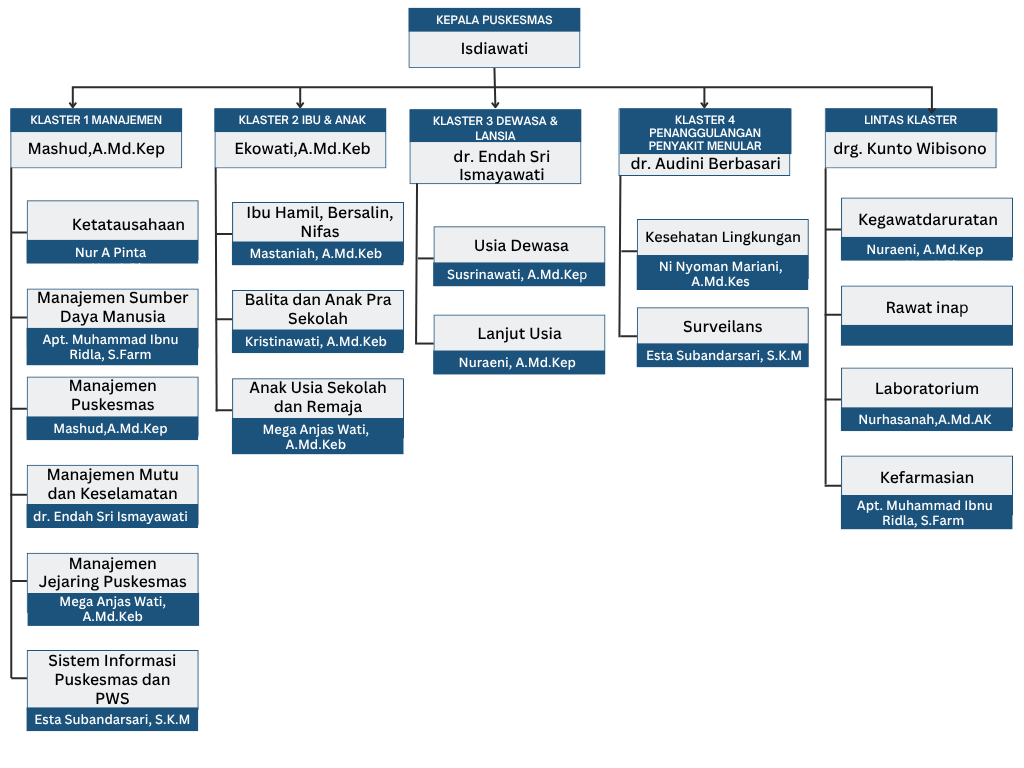 KEPALA PUSKESMAS
Isdiawati
KLASTER 1 MANAJEMEN
Mashud,A.Md.Kep
Ketatausahaan
Nur A Pinta
Manajemen Sumber
Daya Manusia
Apt. Muhammad Ibnu
Ridla, S.Farm
Manajemen
Puskesmas
Mashud,A.Md.Kep
Manajemen Mutu
dan Keselamatan
dr. Endah Sri Ismayawati
Manajemen
Jejaring Puskesmas
Mega Anjas Wati,
A.Md.Keb
Sistem Informasi
Puskesmas dan
PWS
Esta Subandarsari, S.K.M
KLASTER 2 IBU & ANAK
Ekowati,A.Md.Keb
Ibu Hamil, Bersalin,
Nifas
Mastaniah, A.Md.Keb
Balita dan Anak Pra
Sekolah
Kristinawati, A.Md.Keb
Anak Usia Sekolah
dan Remaja
Mega Anjas Wati,
A.Md.Keb
KLASTER 3 DEWASA &
LANSIA
dr. Endah Sri
Ismayawati
Usia Dewasa
Susrinawati, A.Md.Kep
Lanjut Usia
Nuraeni, A.Md.Kep
KLASTER 4
PENANGGULANGAN
PENYAKIT MENULAR
dr. Audini Berbasari
Kesehatan Lingkungan
Ni Nyoman Mariani,
A.Md.Kes
Surveilans
Esta Subandarsari, S.K.M
LINTAS KLASTER
drg. Kunto Wibisono
Kegawatdaruratan
Nuraeni, A.Md.Kep
Rawat inap
Laboratorium
Nurhasanah,A.Md.AK
Kefarmasian
Apt. Muhammad Ibnu
Ridla, S.Farm